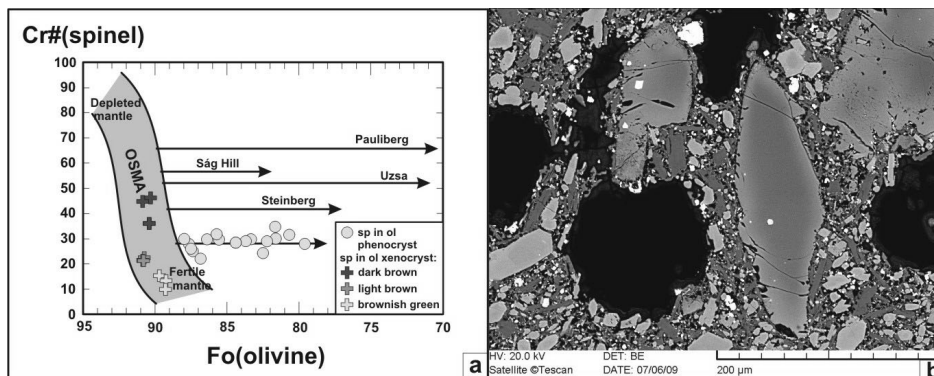 Cr#(spinel)
100
90
80
70
60
50
40
30
20
10
0
Depleted
mantle
OSMA
Fertile
mantle
Pauliberg
Ság Hill
Uzsa
Steinberg
sp in ol
phenocryst
sp in ol xenocryst:
dark brown
light brown
brownish green
95 90 85 80 75 70
Fo(olivine)
a
HV: 20.0 kV DET: BE
Satellite ©Tescan DATE: 07/06/09 200 µm
b